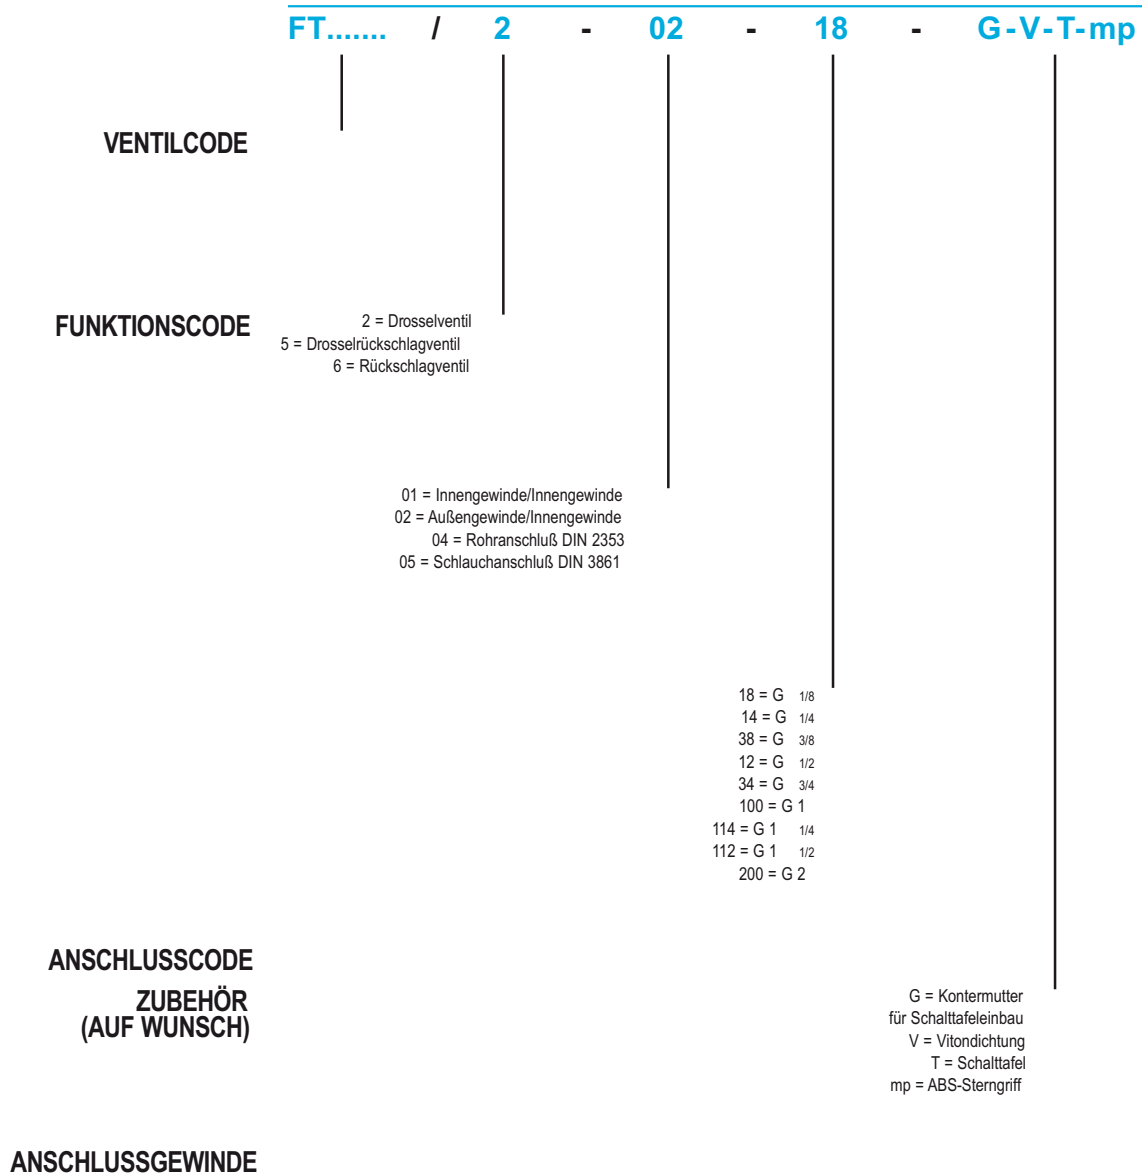 FT....... / 2 - 02 - 18 - G-V-T-mp
VENTILCODE
FUNKTIONSCODE
2 = Drosselventil
5 = Drosselrückschlagventil
6 = Rückschlagventil
01 = Innengewinde/Innengewinde
02 = Außengewinde/Innengewinde
04 = Rohranschluß DIN 2353
05 = Schlauchanschluß DIN 3861
18 = G 1/8
14 = G 1/4
38 = G 3/8
12 = G 1/2
34 = G 3/4
100 = G 1
114 = G 1 1/4
112 = G 1 1/2
200 = G 2
ANSCHLUSSCODE
ZUBEHÖR
(AUF WUNSCH)
G = Kontermutter
für Schalttafeleinbau
V = Vitondichtung
T = Schalttafel
mp = ABS-Sterngriff
ANSCHLUSSGEWINDE